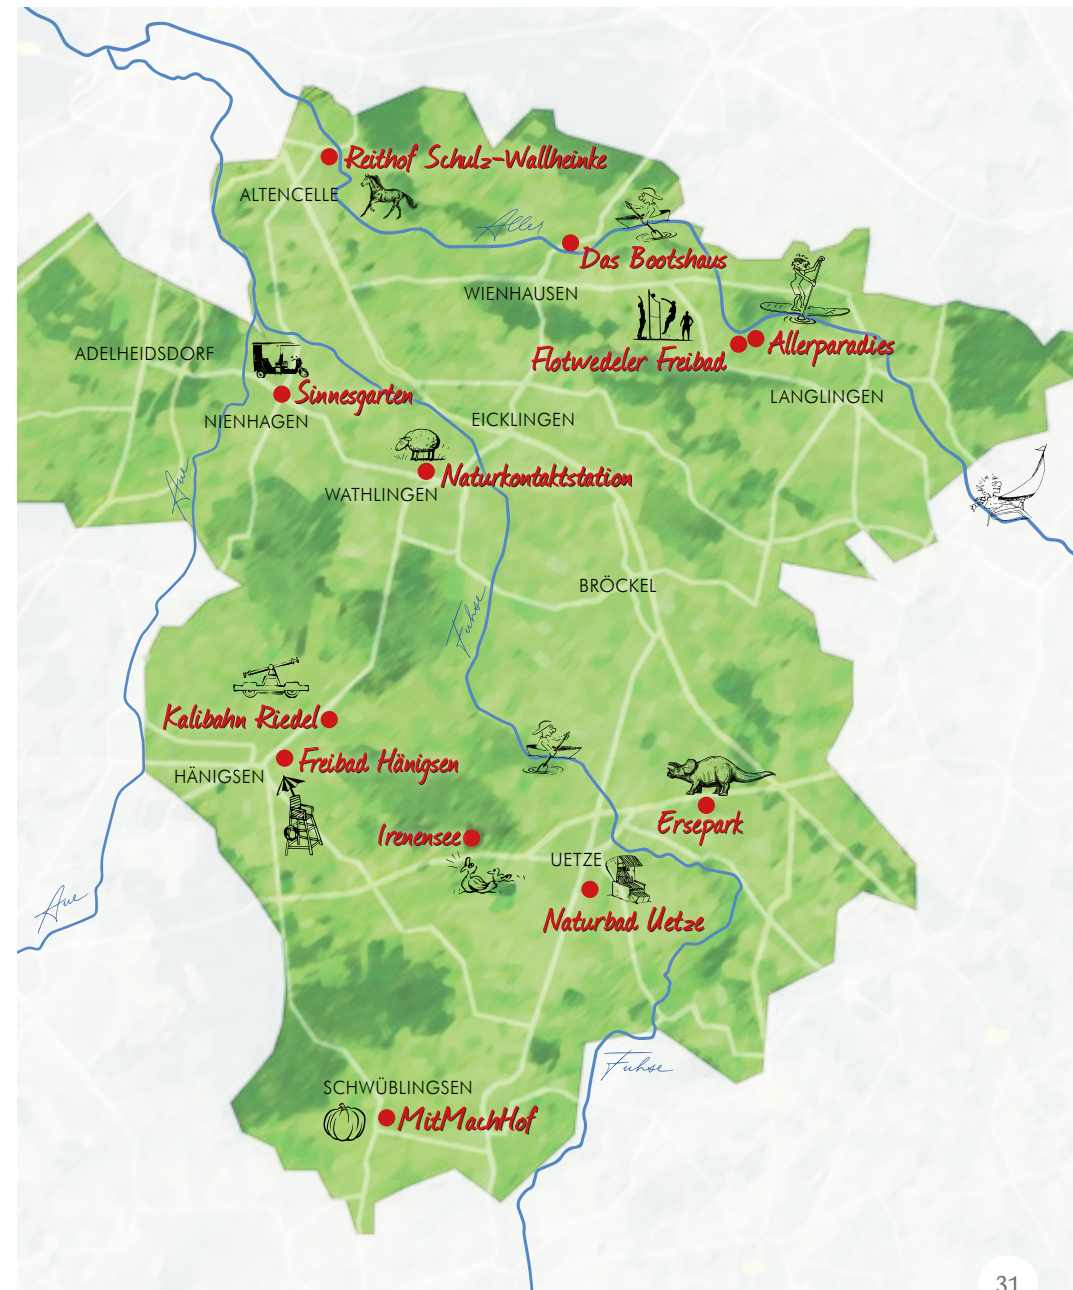 Reithof Schulz-Wallheinke
ALTENCELLE
Aller
Das Bootshaus
WIENHAUSEN
Flotwedeler Freibad
Allerparadies
ADELHEIDSDORF
Sinnesgarten
LANGLINGEN
NIENHAGEN
EICKLINGEN
Naturkontaktstation
WATHLINGEN
Aue
BRÖCKEL
Fuhse
Kalibahn Riedel
Freibad Hänigsen
HÄNIGSEN
Ersepark
Irenensee
UETZE
Aue
Naturbad Uetze
Fuhse
SCHWÜBLINGSEN
MitMachHof
31